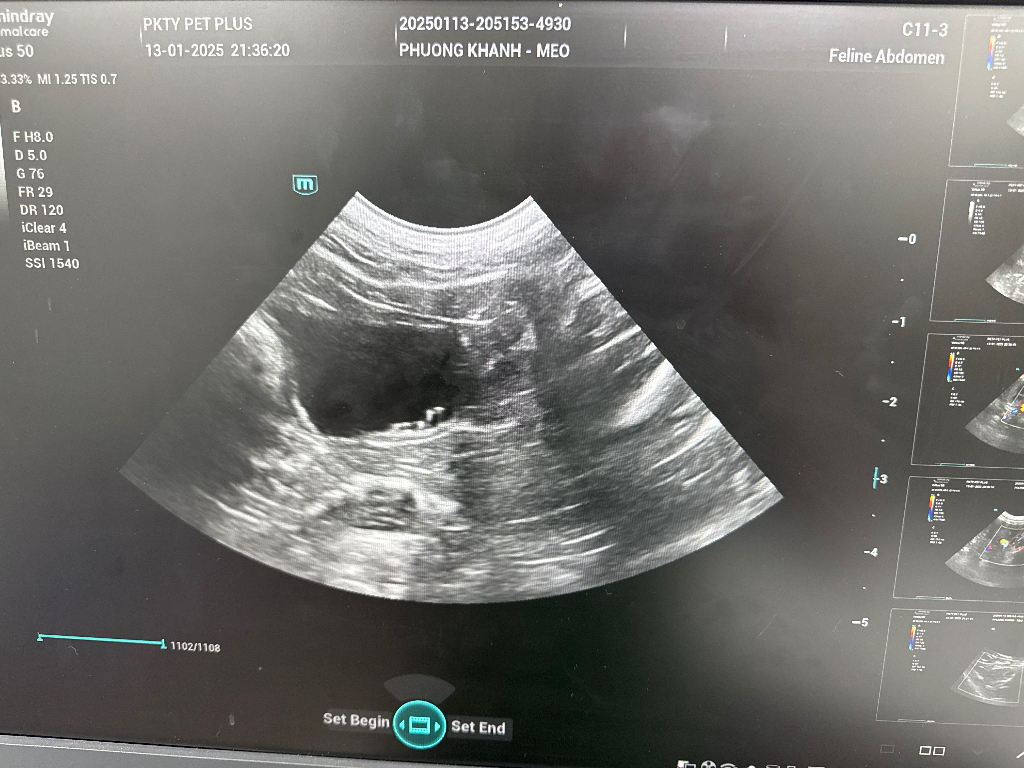 mindray
PKTY PET PLUS
20250113-205153-4930
C11-3
13-01-2025 21:36:20
PHUONG KHANH - MEO
Feline Abdomen
us 50
3.33% MI 1.25 TIS 0.7
B
F H8.0
D 5.0
G 76
FR 29
DR 120
iClear 4
iBeam 1
SSI 1540
m
0
1
2
3
4
5
1102/1108
Set Begin
Set End